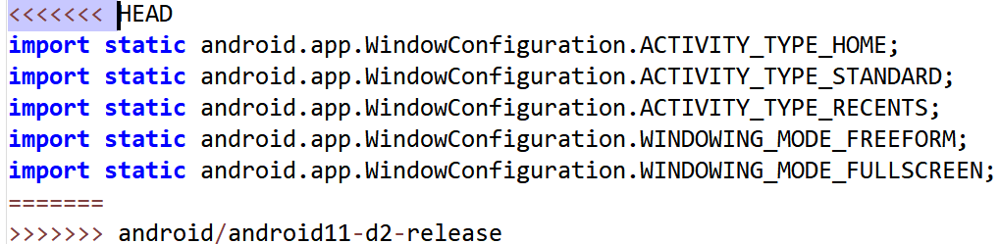 <<<<<<< HEAD
import static android.app.WindowConfiguration.ACTIVITY_TYPE_HOME;
import static android.app.WindowConfiguration.ACTIVITY_TYPE_STANDARD;
import static android.app.WindowConfiguration.ACTIVITY_TYPE_RECENTS;
import static android.app.WindowConfiguration.WINDOWING_MODE_FREEFORM;
import static android.app.WindowConfiguration.WINDOWING_MODE_FULLSCREEN;
=======
>>>>>>> android/android11-d2-release